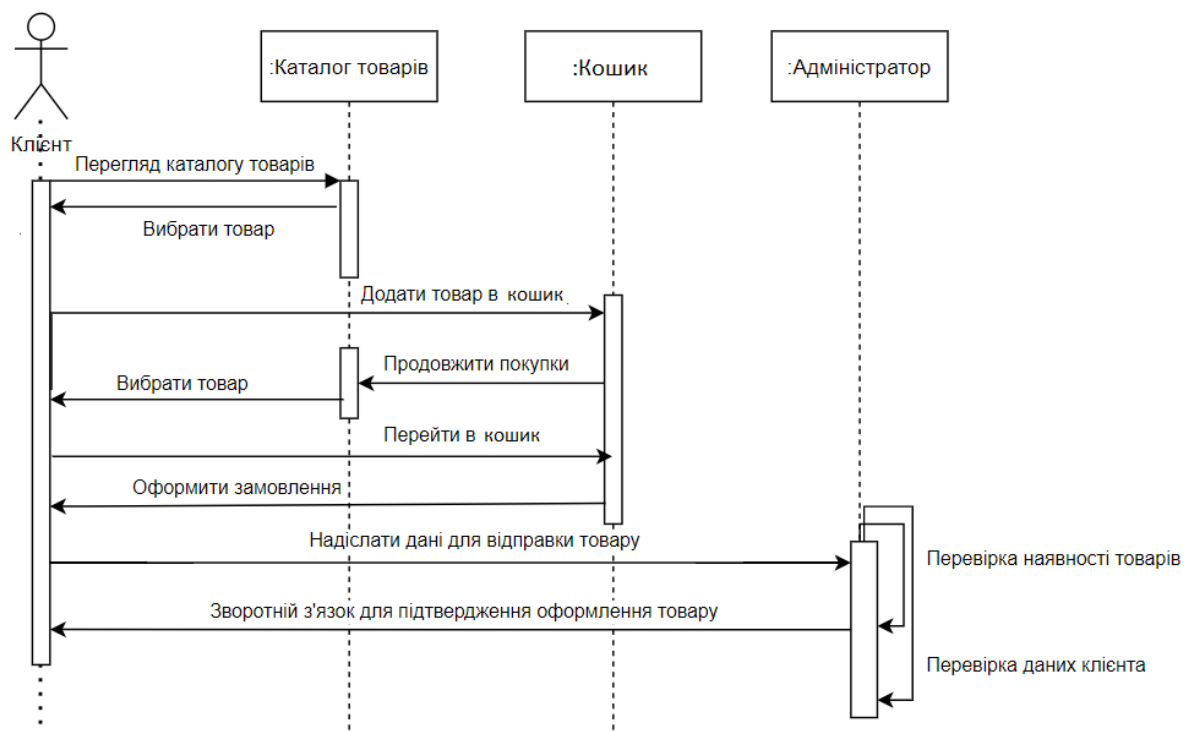 :Каталог товарів
:Кошик
:Адміністратор
Клієнт
Перегляд каталогу товарів
Вибрати товар
Додати товар в кошик
Продовжити покупки
Вибрати товар
Перейти в кошик
Оформити замовлення
Надіслати дані для відправки товару
Перевірка наявності товарів
Зворотній з'язок для підтвердження оформлення товару
Перевірка даних клієнта